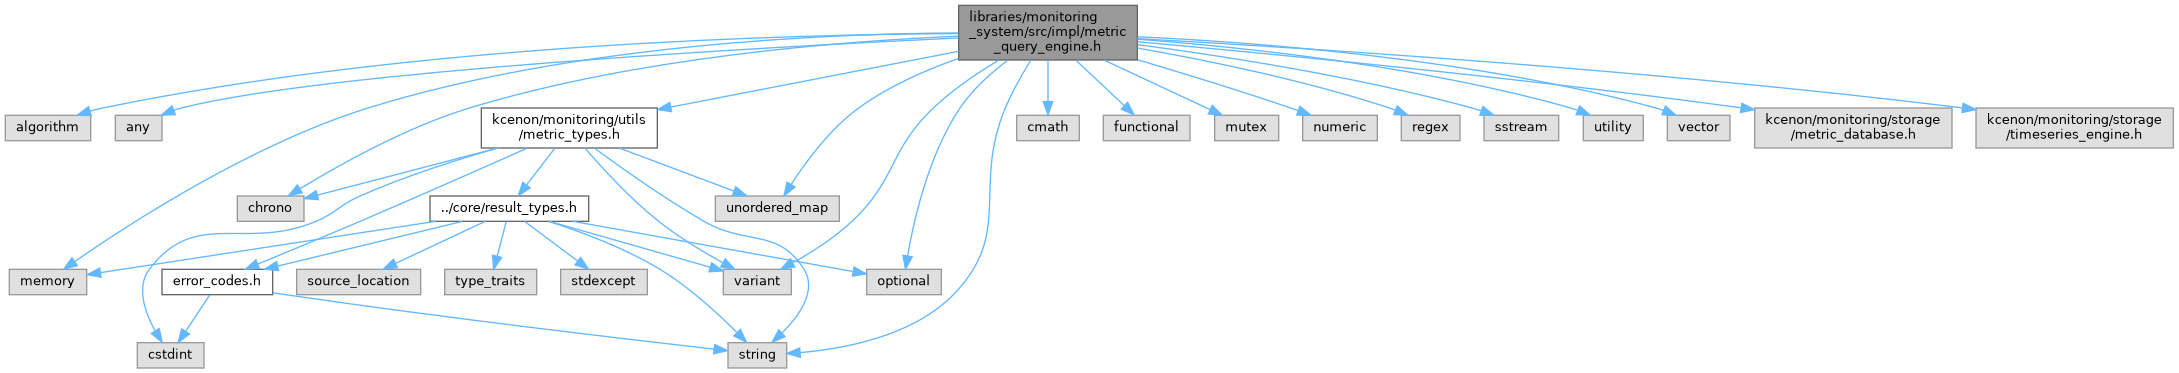 libraries/monitoring
_system/src/impl/metric
_query_engine.h
algorithm
any
kcenon/monitoring/utils
/metric_types.h
cmath
functional
mutex
numeric
regex
sstream
utility
vector
kcenon/monitoring/storage
/metric_database.h
kcenon/monitoring/storage
/timeseries_engine.h
chrono
../core/result_types.h
unordered_map
memory
error_codes.h
source_location
type_traits
stdexcept
variant
optional
cstdint
string